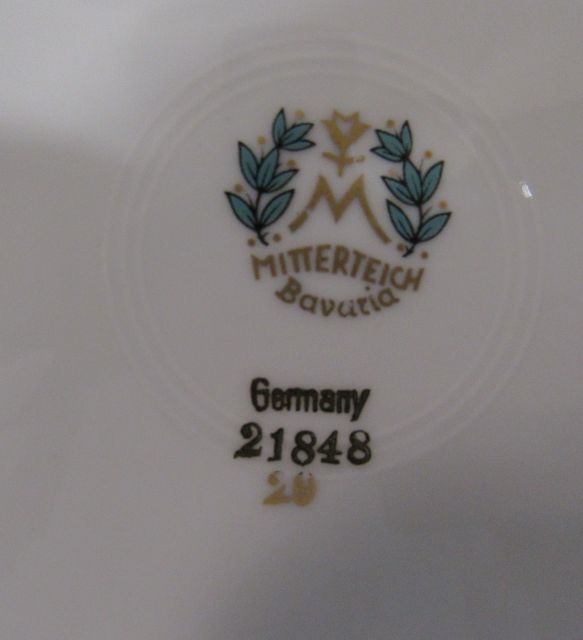 M
MITTERTEICH
Bavaria
Germany
21848